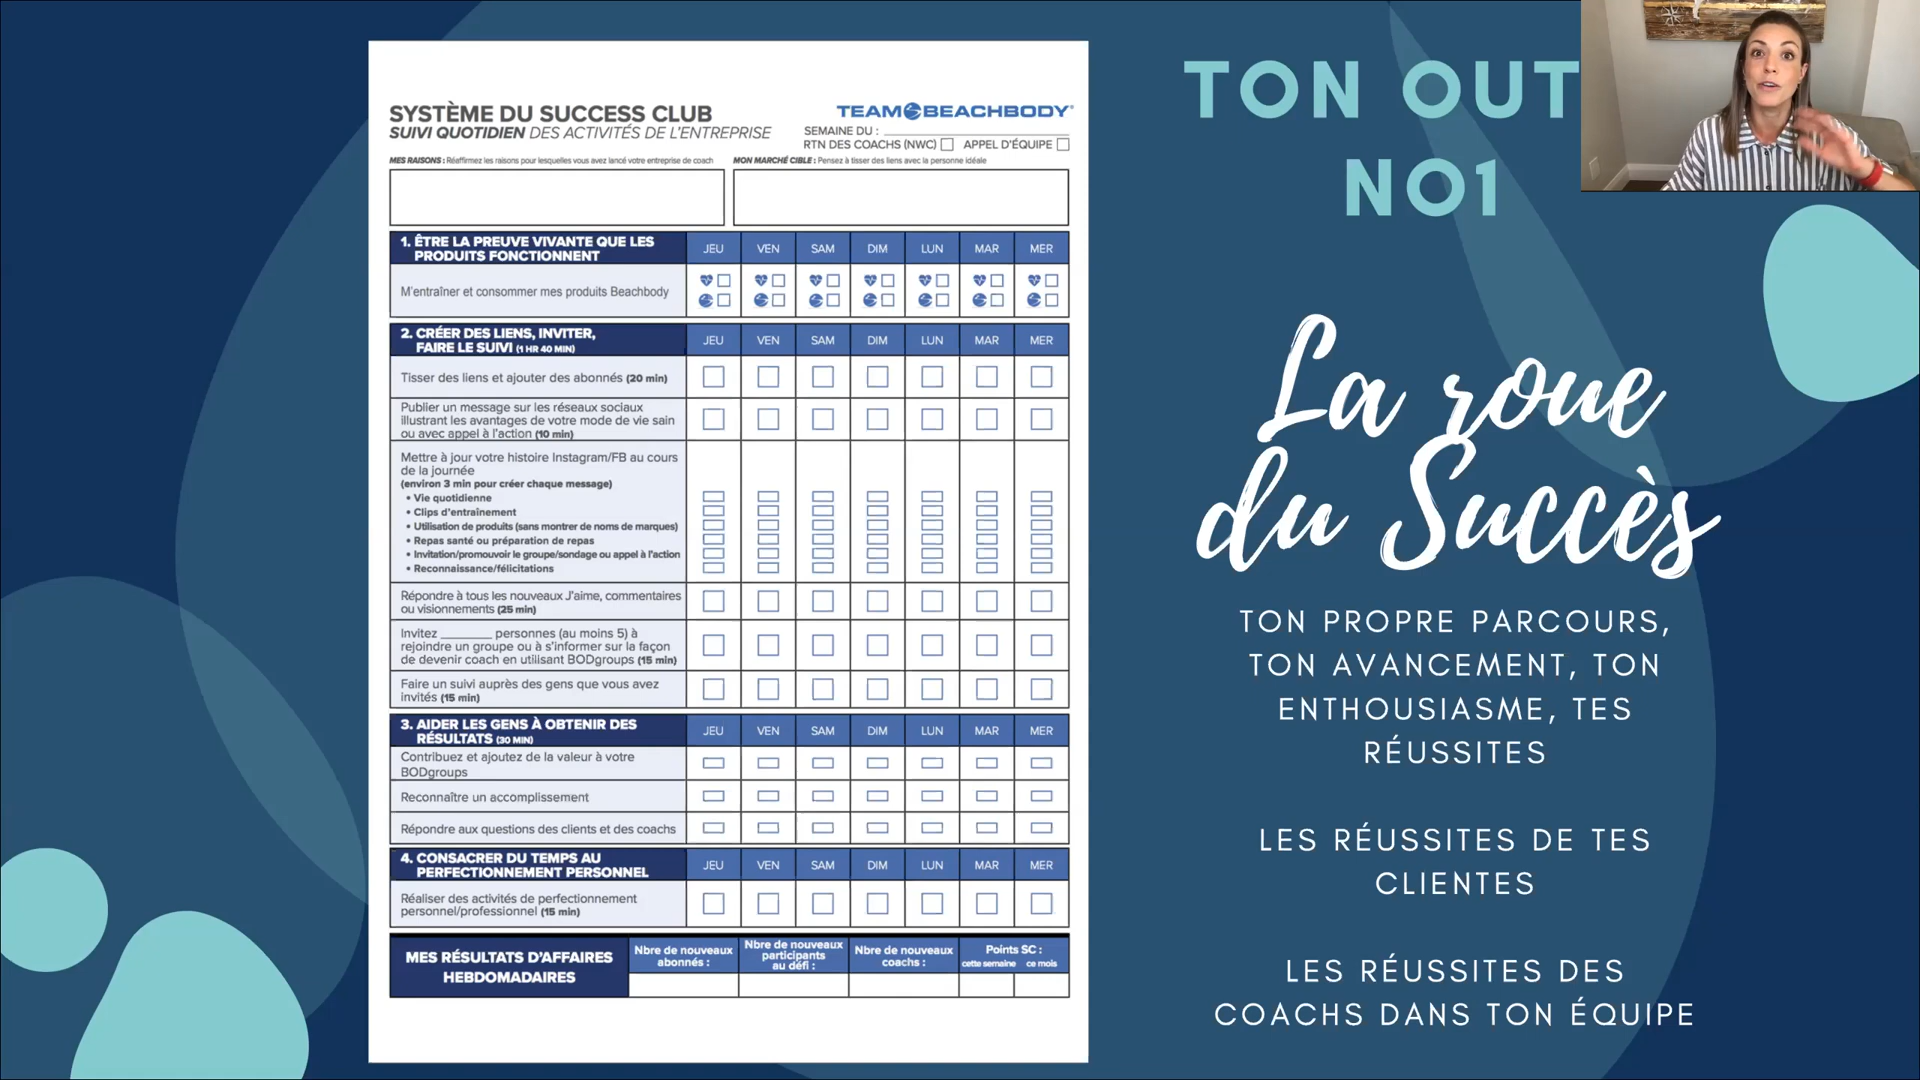 SYSTÈME DU SUCCESS CLUB
SUIVI QUOTIDIEN DES ACTIVITÉS DE L'ENTREPRISE
TEAM BEACHBODY
SEMAINE DU :
RTN DES COACHS (NWC) APPEL D'ÉQUIPE
MES RAISONS : Réaffirmez les raisons pour lesquelles vous avez lancé votre entreprise de coach
MON MARCHÉ CIBLE : Pensez à tisser des liens avec la personne idéale
1. ÊTRE LA PREUVE VIVANTE QUE LES
PRODUITS FONCTIONNENT
JEU VEN SAM DIM LUN MAR MER
M'entraîner et consommer mes produits Beachbody
2. CRÉER DES LIENS, INVITER,
FAIRE LE SUIVI (1 HR 40 MIN)
JEU VEN SAM DIM LUN MAR MER
Tisser des liens et ajouter des abonnés (20 min)
Publier un message sur les réseaux sociaux
illustrant les avantages de votre mode de vie sain
ou avec appel à l'action (10 min)
Mettre à jour votre histoire Instagram/FB au cours
de la journée
(environ 3 min pour créer chaque message)
• Vie quotidienne
• Clips d'entraînement
• Utilisation de produits (sans montrer de noms de marques)
• Repas santé ou préparation de repas
• Invitation/promouvoir le groupe/sondage ou appel à l'action
• Reconnaissance/félicitations
Répondre à tous les nouveaux J'aime, commentaires
ou visionnements (25 min)
Invitez _______ personnes (au moins 5) à
rejoindre un groupe ou à s'informer sur la façon
de devenir coach en utilisant BODgroups (15 min)
Faire un suivi auprès des gens que vous avez
invités (15 min)
3. AIDER LES GENS À OBTENIR DES
RÉSULTATS (30 MIN)
JEU VEN SAM DIM LUN MAR MER
Contribuez et ajoutez de la valeur à votre
BODgroups
Reconnaître un accomplissement
Répondre aux questions des clients et des coachs
4. CONSACRER DU TEMPS AU
PERFECTIONNEMENT PERSONNEL
JEU VEN SAM DIM LUN MAR MER
Réaliser des activités de perfectionnement
personnel/professionnel (15 min)
MES RÉSULTATS D'AFFAIRES
HEBDOMADAIRES
Nbre de nouveaux
abonnés :
Nbre de nouveaux
participants
au défi :
Nbre de nouveaux
coachs :
Points SC :
cette semaine ce mois
TON OUT
NO1
La roue
du Succès
TON PROPRE PARCOURS,
TON AVANCEMENT, TON
ENTHOUSIASME, TES
RÉUSSITES
LES RÉUSSITES DE TES
CLIENTES
LES RÉUSSITES DES
COACHS DANS TON ÉQUIPE